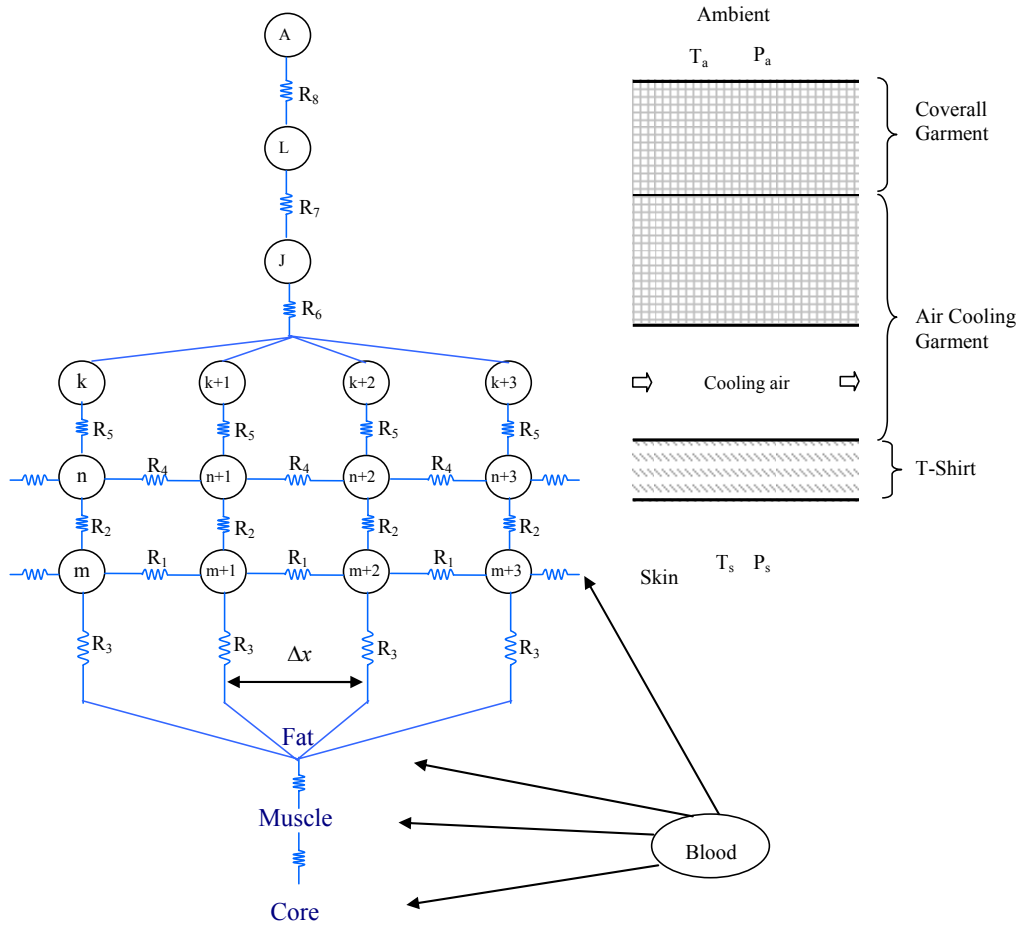 A
R8
L
R7
J
R6
k
k+1
k+2
k+3
R5
R5
R5
R5
n
R4
n+1
R4
n+2
R4
n+3
R2
R2
R2
R2
m
R1
m+1
R1
m+2
R1
m+3
R3
R3
R3
R3
Δx
Fat
Muscle
Core
Blood
Ambient
Ta Pa
Coverall
Garment
Air Cooling
Garment
Cooling air
T-Shirt
Skin
Ts Ps